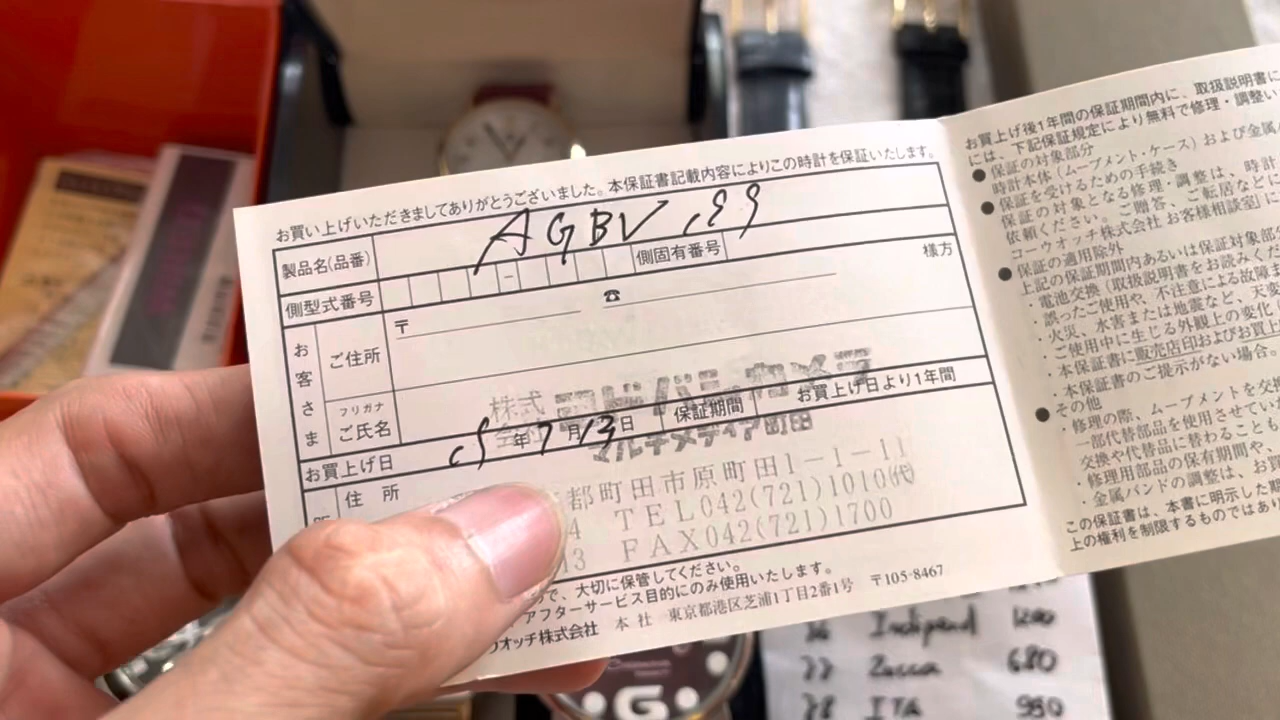 お買い上げいただきましてありがとうございました。本保証書記載内容によりこの時計を保証いたします。
製品名(品番)
AGBV
側型式番号
側固有番号
お客さま
ご住所
〒
☎
様方
フリガナ
ご氏名
お買上げ日
年7月13日
保証期間
お買上げ日より1年間
住 所
株式会社
ヨドバシカメラ
マルチメディア町田
都町田市原町田1-1-11
TEL042(721)1010(代)
FAX042(721)1700
で、大切に保管してください。
アフターサービス目的にのみ使用いたします。
ウオッチ株式会社 本 社 東京都港区芝浦1丁目2番1号 〒105-8467
お買上げ後1年間の保証期間内に、取扱説明書に
には、下記保証規定により無料で修理・調整い
●保証の対象部分
時計本体(ムーブメント・ケース)および金属
●保証を受けるための手続き
保証の対象となる修理・調整は、時計
依頼ください。ご贈答、ご転居などに
コーウオッチ株式会社 お客様相談室」に
●保証の適用除外
上記の保証期間内あるいは保証対象部
・電池交換(取扱説明書をお読みくだ
・誤ったご使用や、不注意による故障ま
・火災、水害または地震など、天変
・ご使用中に生じる外観上の変化
・本保証書に販売店印およびお買上
・本保証書のご提示がない場合。
●その他
・修理の際、ムーブメントを交換
一部代替部品を使用させてい
交換や代替品に替わることも
・修理用部品の保有期間や、
・金属バンドの調整は、お買
この保証書は、本書に明示した期
上の権利を制限するものではあ
G
Zucca 680
ITA 980